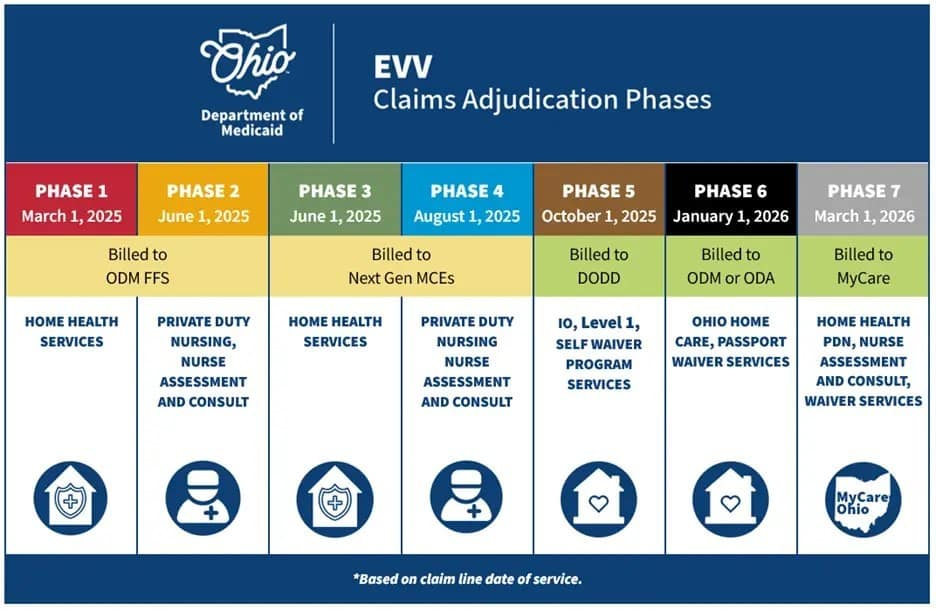 Ohio
Department of
Medicaid
EVV
Claims Adjudication Phases
PHASE 1
March 1, 2025
PHASE 2
June 1, 2025
PHASE 3
June 1, 2025
PHASE 4
August 1, 2025
PHASE 5
October 1, 2025
PHASE 6
January 1, 2026
PHASE 7
March 1, 2026
Billed to
ODM FFS
Billed to
Next Gen MCEs
Billed to
DODD
Billed to
ODM or ODA
Billed to
MyCare
HOME HEALTH
SERVICES
PRIVATE DUTY
NURSING,
NURSE
ASSESSMENT
AND CONSULT
HOME HEALTH
SERVICES
PRIVATE DUTY
NURSING
NURSE
ASSESSMENT
AND CONSULT
IO, Level 1,
SELF WAIVER
PROGRAM
SERVICES
OHIO HOME
CARE, PASSPORT
WAIVER SERVICES
HOME HEALTH
PDN, NURSE
ASSESSMENT
AND CONSULT,
WAIVER SERVICES
MyCare
Ohio
*Based on claim line date of service.